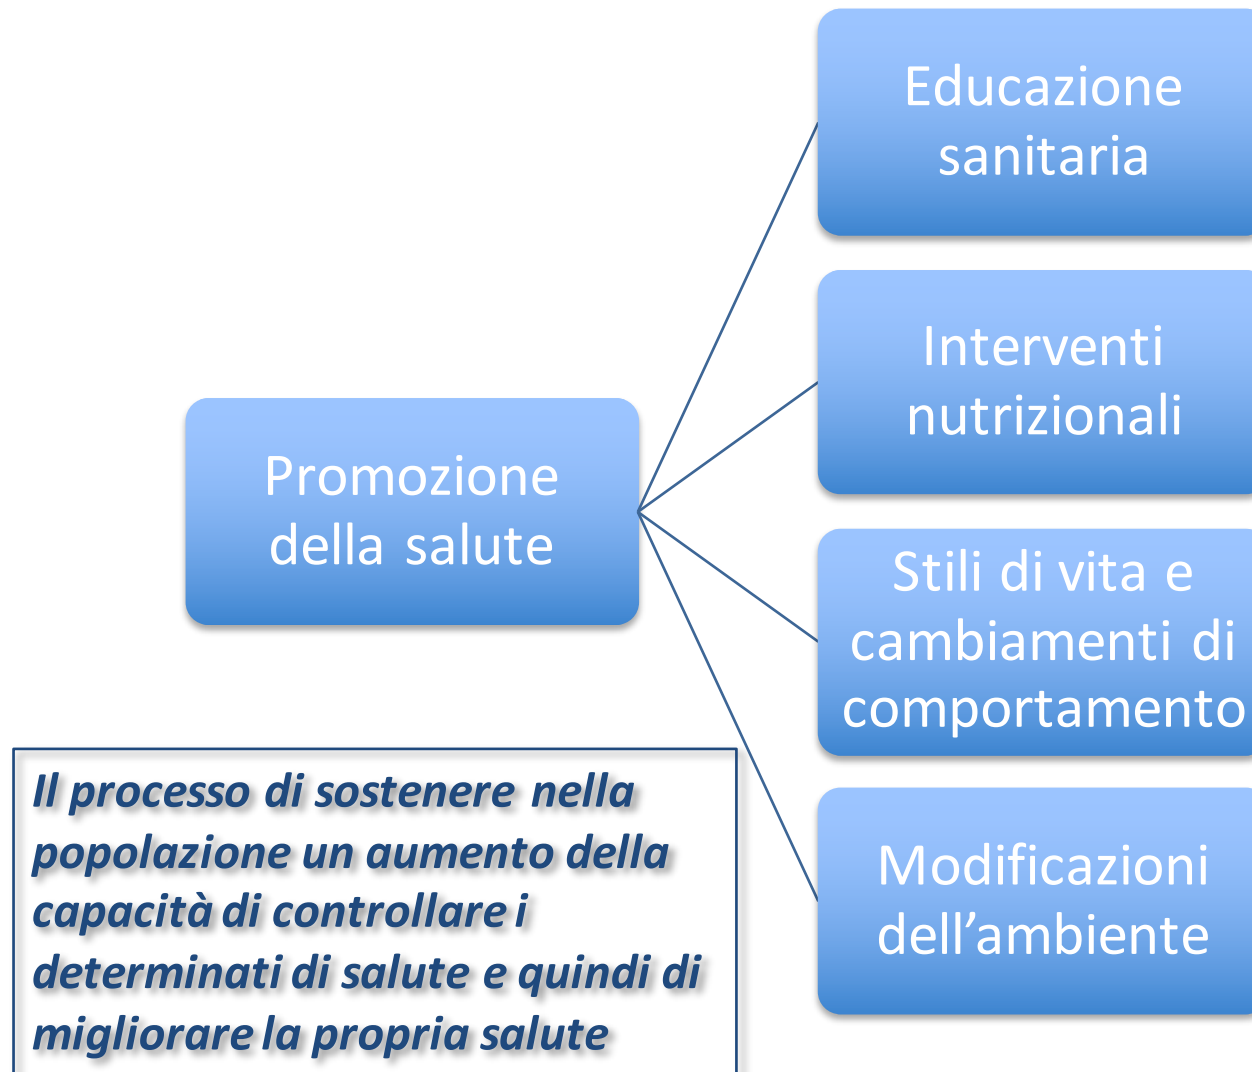 Educazione
sanitaria
Interventi
nutrizionali
Promozione
della salute
Stili di vita e
cambiamenti di
comportamento
Modificazioni
dell’ambiente
Il processo di sostenere nella
popolazione un aumento della
capacità di controllare i
determinati di salute e quindi di
migliorare la propria salute